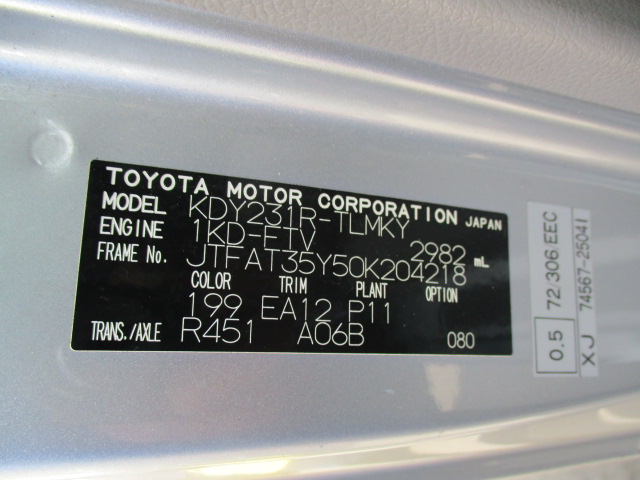 TOYOTA MOTOR CORPORATION JAPAN
MODEL KDY231R-TLMKY
ENGINE 1KD-FTV 2982 mL
FRAME No. JTFAT35Y50K204218
COLOR TRIM PLANT OPTION
199 EA12 P11
TRANS./AXLE R451 A06B 080
0.5 72/306 EEC
XJ 74567-25041